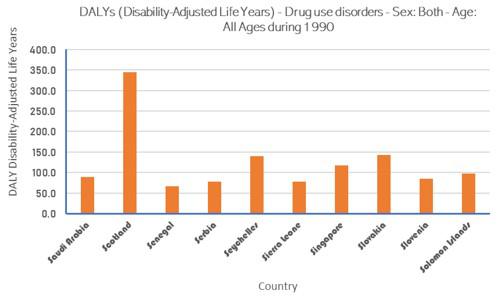 DALYs (Disability-Adjusted Life Years) - Drug use disorders - Sex: Both - Age:
All Ages during 1990
DALY Disability-Adjusted Life Years
400.0
350.0
300.0
250.0
200.0
150.0
100.0
50.0
0.0
Saudi Arabia
Scotland
Senegal
Serbia
Seychelles
Sierra Leone
Singapore
Slovakia
Slovenia
Solomon Islands
Country